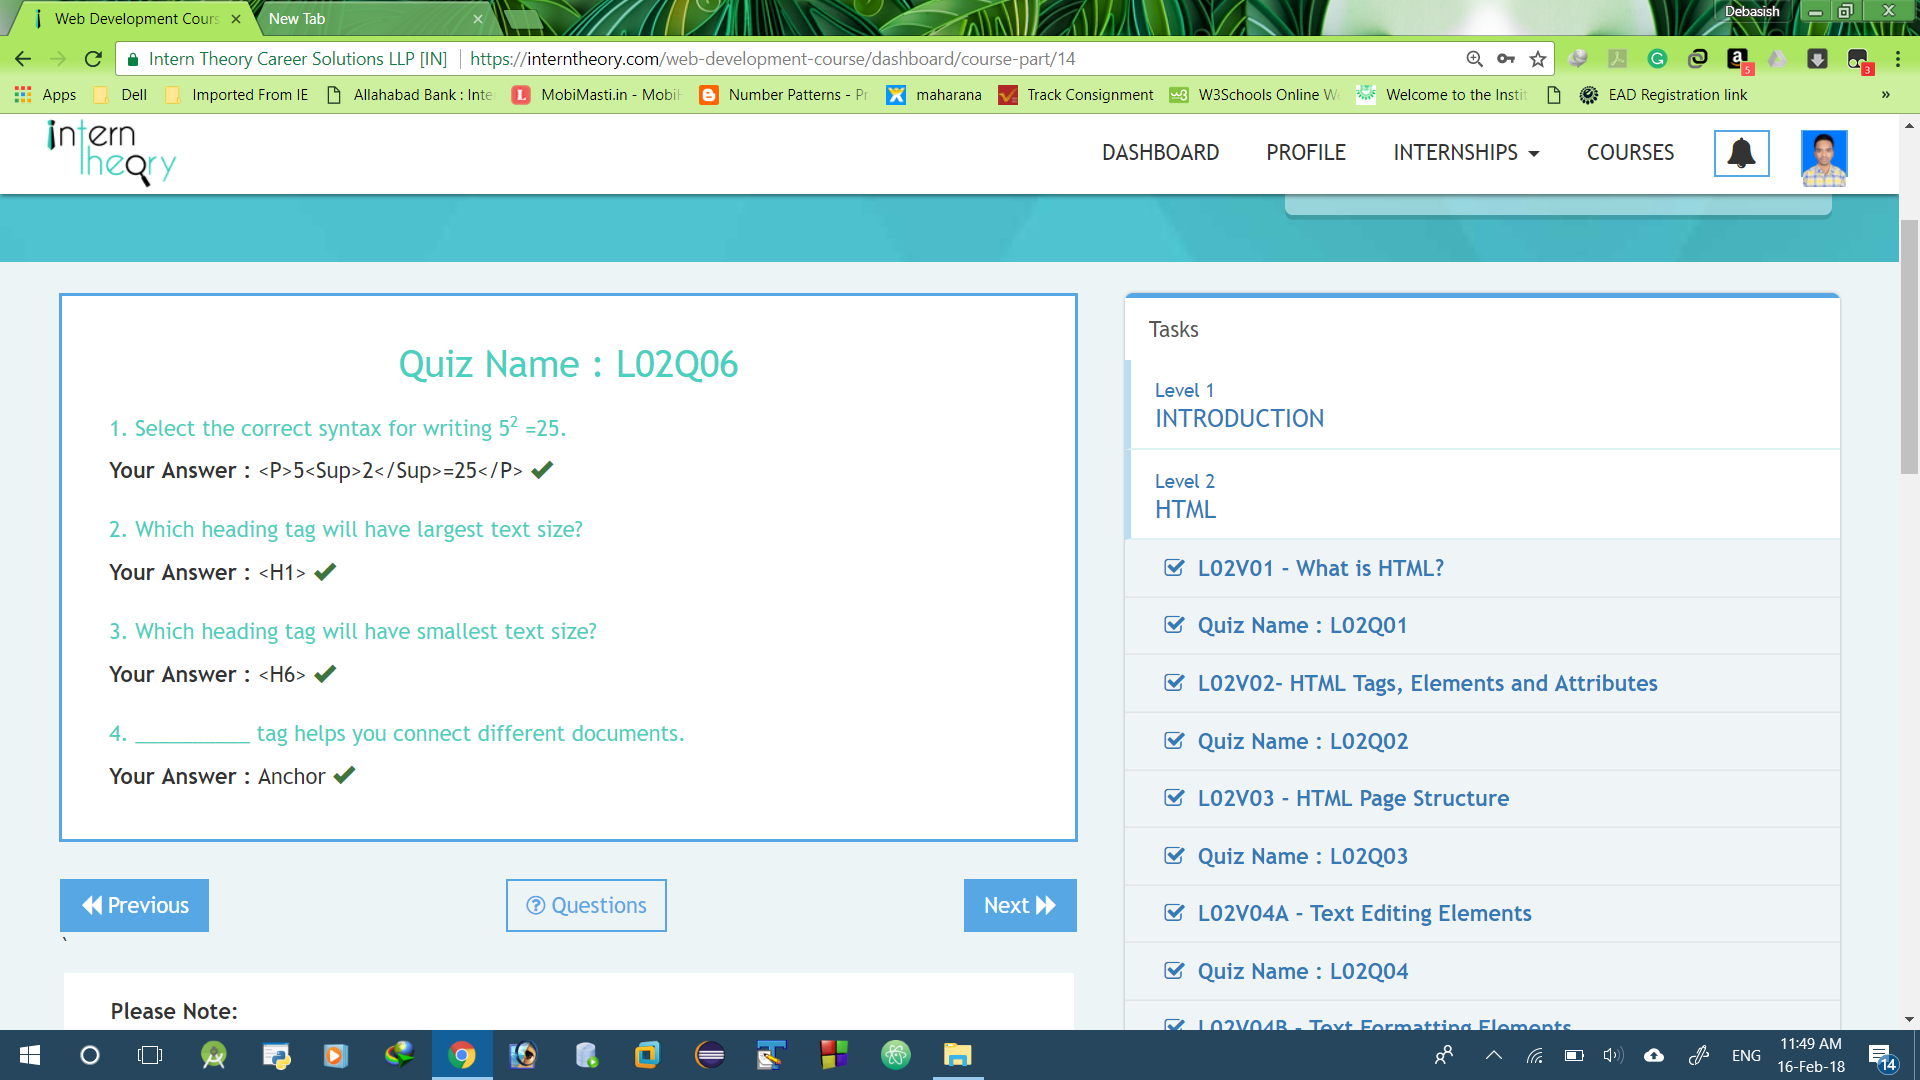 Web Development Cours
New Tab
Debasish
Intern Theory Career Solutions LLP [IN]
https://interntheory.com/web-development-course/dashboard/course-part/14
5
3
Apps
Dell
Imported From IE
Allahabad Bank : Inte
MobiMasti.in - Mobil
Number Patterns - Pr
maharana
Track Consignment
W3Schools Online We
Welcome to the Instit
EAD Registration link
»
intern
theory
DASHBOARD
PROFILE
INTERNSHIPS
COURSES
Quiz Name : L02Q06
1. Select the correct syntax for writing 5² =25.
Your Answer : <P>5<Sup>2</Sup>=25</P>
2. Which heading tag will have largest text size?
Your Answer : <H1>
3. Which heading tag will have smallest text size?
Your Answer : <H6>
4. __________ tag helps you connect different documents.
Your Answer : Anchor
Previous
Questions
Next
`
Please Note:
Tasks
Level 1
INTRODUCTION
Level 2
HTML
L02V01 - What is HTML?
Quiz Name : L02Q01
L02V02- HTML Tags, Elements and Attributes
Quiz Name : L02Q02
L02V03 - HTML Page Structure
Quiz Name : L02Q03
L02V04A - Text Editing Elements
Quiz Name : L02Q04
L02V04B - Text Formatting Elements
ENG
11:49 AM
16-Feb-18
14